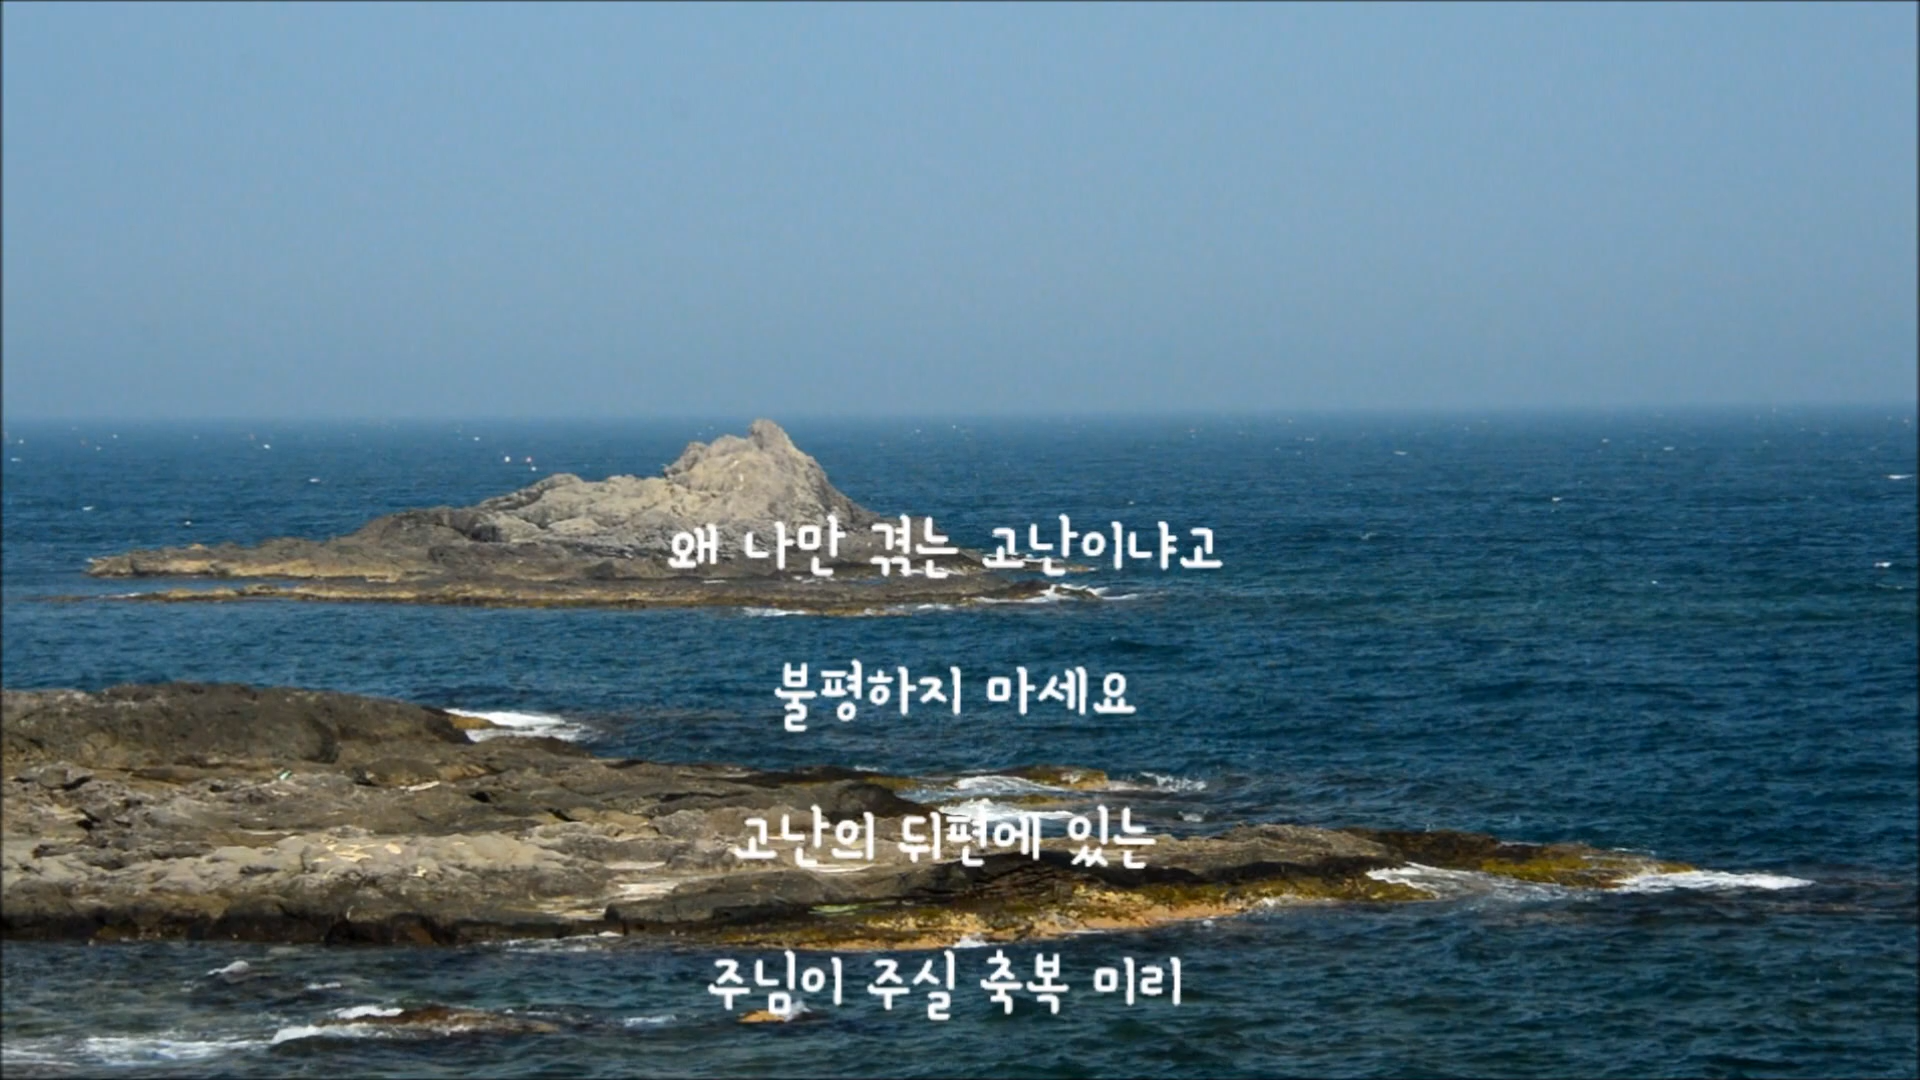 왜 나만 겪는 고난이냐고
불평하지 마세요
고난의 뒤편에 있는
주님이 주실 축복 미리